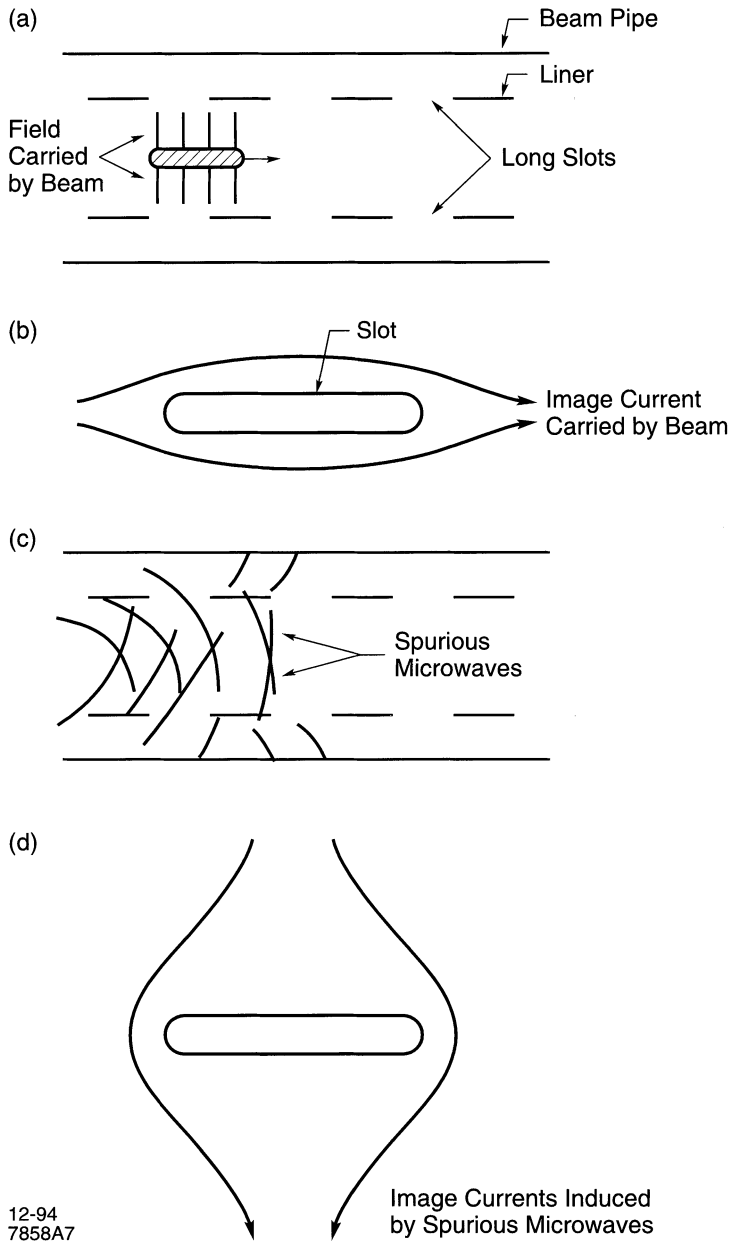 (a)
Beam Pipe
Liner
Field
Carried
by Beam
Long Slots
(b)
Slot
Image Current
Carried by Beam
(c)
Spurious
Microwaves
(d)
Image Currents Induced
by Spurious Microwaves
12-94
7858A7